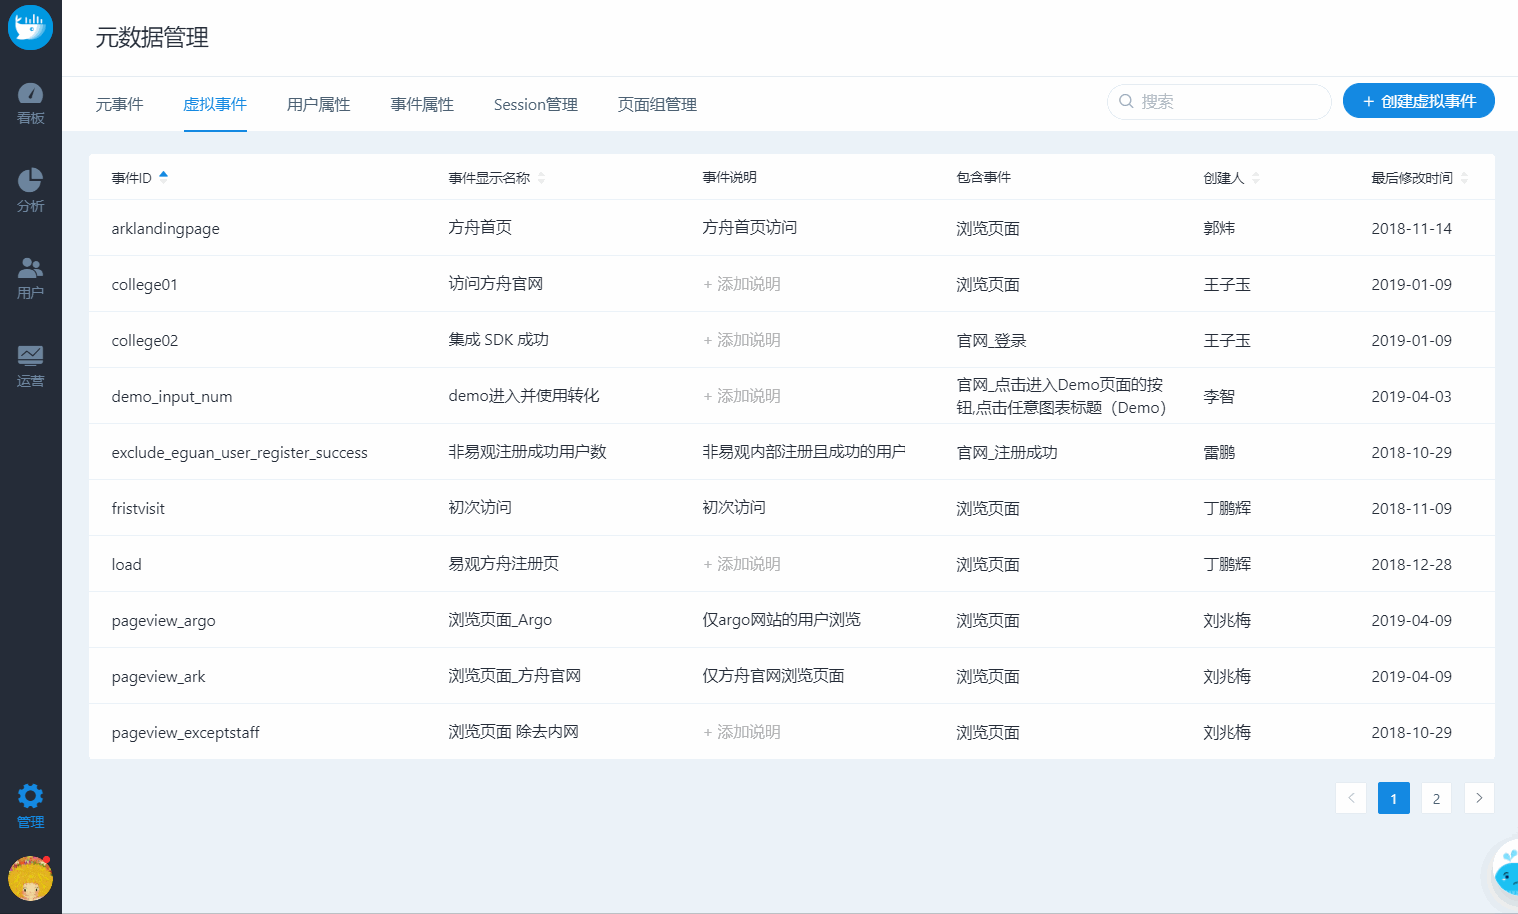 元数据管理
元事件 虚拟事件 用户属性 事件属性 Session管理 页面组管理 搜索 + 创建虚拟事件
看板
分析
用户
运营
管理
事件ID 事件显示名称 事件说明 包含事件 创建人 最后修改时间
arklandingpage 方舟首页 方舟首页访问 浏览页面 郭炜 2018-11-14
college01 访问方舟官网 + 添加说明 浏览页面 王子玉 2019-01-09
college02 集成 SDK 成功 + 添加说明 官网_登录 王子玉 2019-01-09
demo_input_num demo进入并使用转化 + 添加说明 官网_点击进入Demo页面的按
钮,点击任意图表标题（Demo） 李智 2019-04-03
exclude_eguan_user_register_success 非易观注册成功用户数 非易观内部注册且成功的用户 官网_注册成功 雷鹏 2018-10-29
fristvisit 初次访问 初次访问 浏览页面 丁鹏辉 2018-11-09
load 易观方舟注册页 + 添加说明 浏览页面 丁鹏辉 2018-12-28
pageview_argo 浏览页面_Argo 仅argo网站的用户浏览 浏览页面 刘兆梅 2019-04-09
pageview_ark 浏览页面_方舟官网 仅方舟官网浏览页面 浏览页面 刘兆梅 2019-04-09
pageview_exceptstaff 浏览页面 除去内网 + 添加说明 浏览页面 刘兆梅 2018-10-29
< 1 2 >